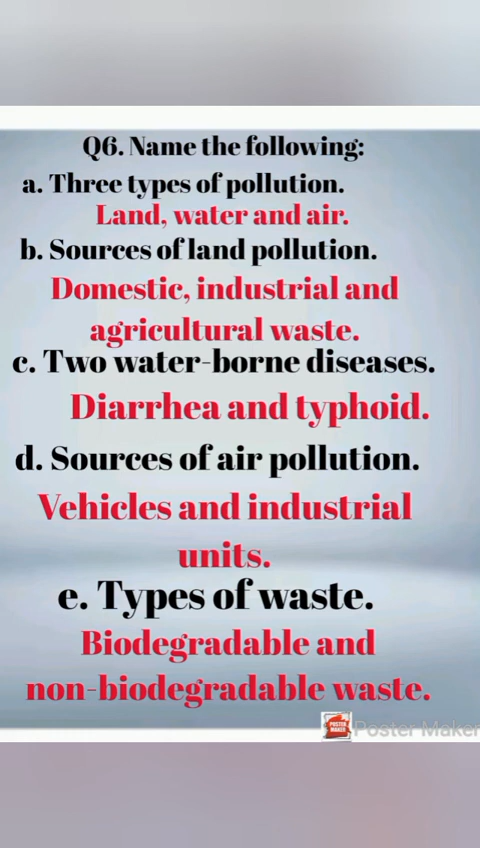 Q6. Name the following:
a. Three types of pollution.
Land, water and air.
b. Sources of land pollution.
Domestic, industrial and
agricultural waste.
c. Two water-borne diseases.
Diarrhea and typhoid.
d. Sources of air pollution.
Vehicles and industrial
units.
e. Types of waste.
Biodegradable and
non-biodegradable waste.
POSTER
MAKER
Poster Maker